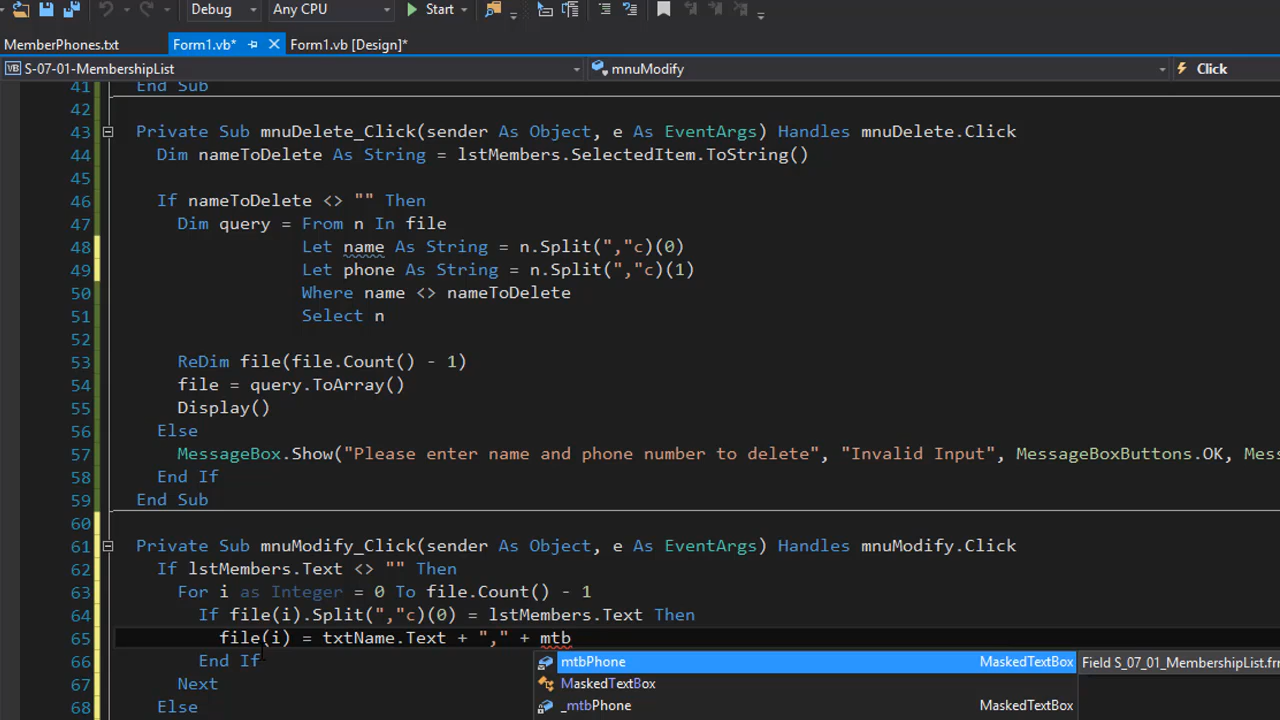 Debug Any CPU Start
MemberPhones.txt Form1.vb* Form1.vb [Design]*
S-07-01-MembershipList mnuModify Click
41 End Sub
42
43 Private Sub mnuDelete_Click(sender As Object, e As EventArgs) Handles mnuDelete.Click
44 Dim nameToDelete As String = lstMembers.SelectedItem.ToString()
45
46 If nameToDelete <> "" Then
47 Dim query = From n In file
48 Let name As String = n.Split(","c)(0)
49 Let phone As String = n.Split(","c)(1)
50 Where name <> nameToDelete
51 Select n
52
53 ReDim file(file.Count() - 1)
54 file = query.ToArray()
55 Display()
56 Else
57 MessageBox.Show("Please enter name and phone number to delete", "Invalid Input", MessageBoxButtons.OK, Mess
58 End If
59 End Sub
60
61 Private Sub mnuModify_Click(sender As Object, e As EventArgs) Handles mnuModify.Click
62 If lstMembers.Text <> "" Then
63 For i as Integer = 0 To file.Count() - 1
64 If file(i).Split(","c)(0) = lstMembers.Text Then
65 file(i) = txtName.Text + "," + mtb
66 End If
mtbPhone MaskedTextBox Field S_07_01_MembershipList.fr
67 Next
MaskedTextBox
68 Else
_mtbPhone MaskedTextBox